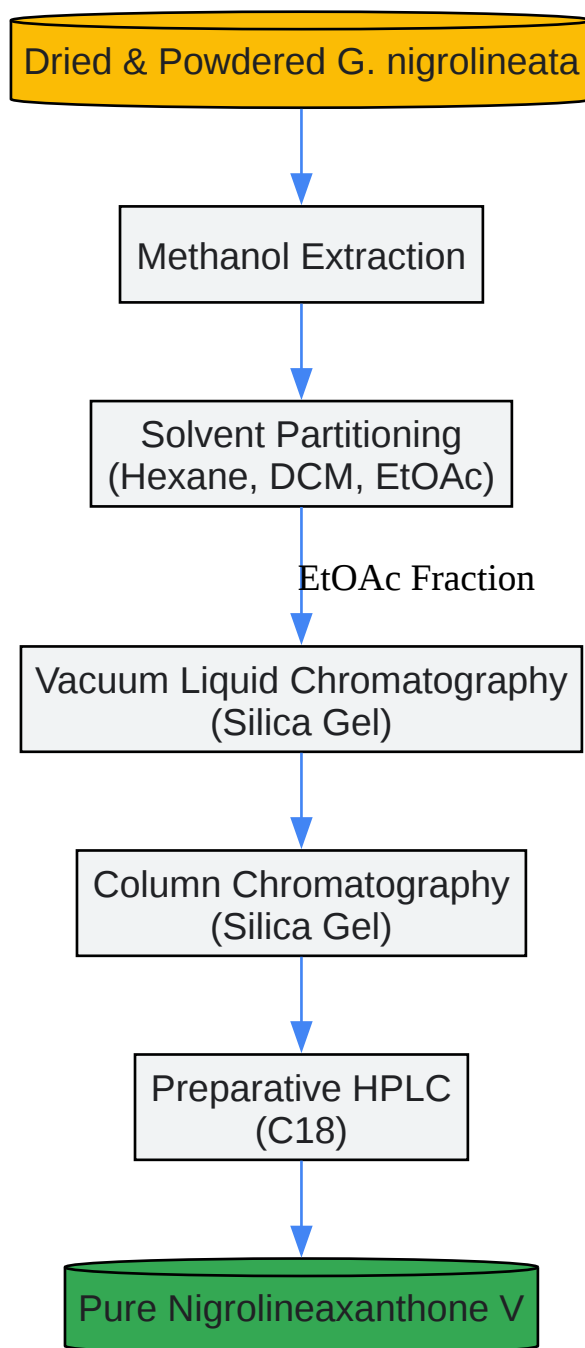 Dried & Powdered G. nigrolineata
Methanol Extraction
Solvent Partitioning
(Hexane, DCM, EtOAc)
EtOAc Fraction
Vacuum Liquid Chromatography
(Silica Gel)
Column Chromatography
(Silica Gel)
Preparative HPLC
(C18)
Pure Nigrolineaxanthone V